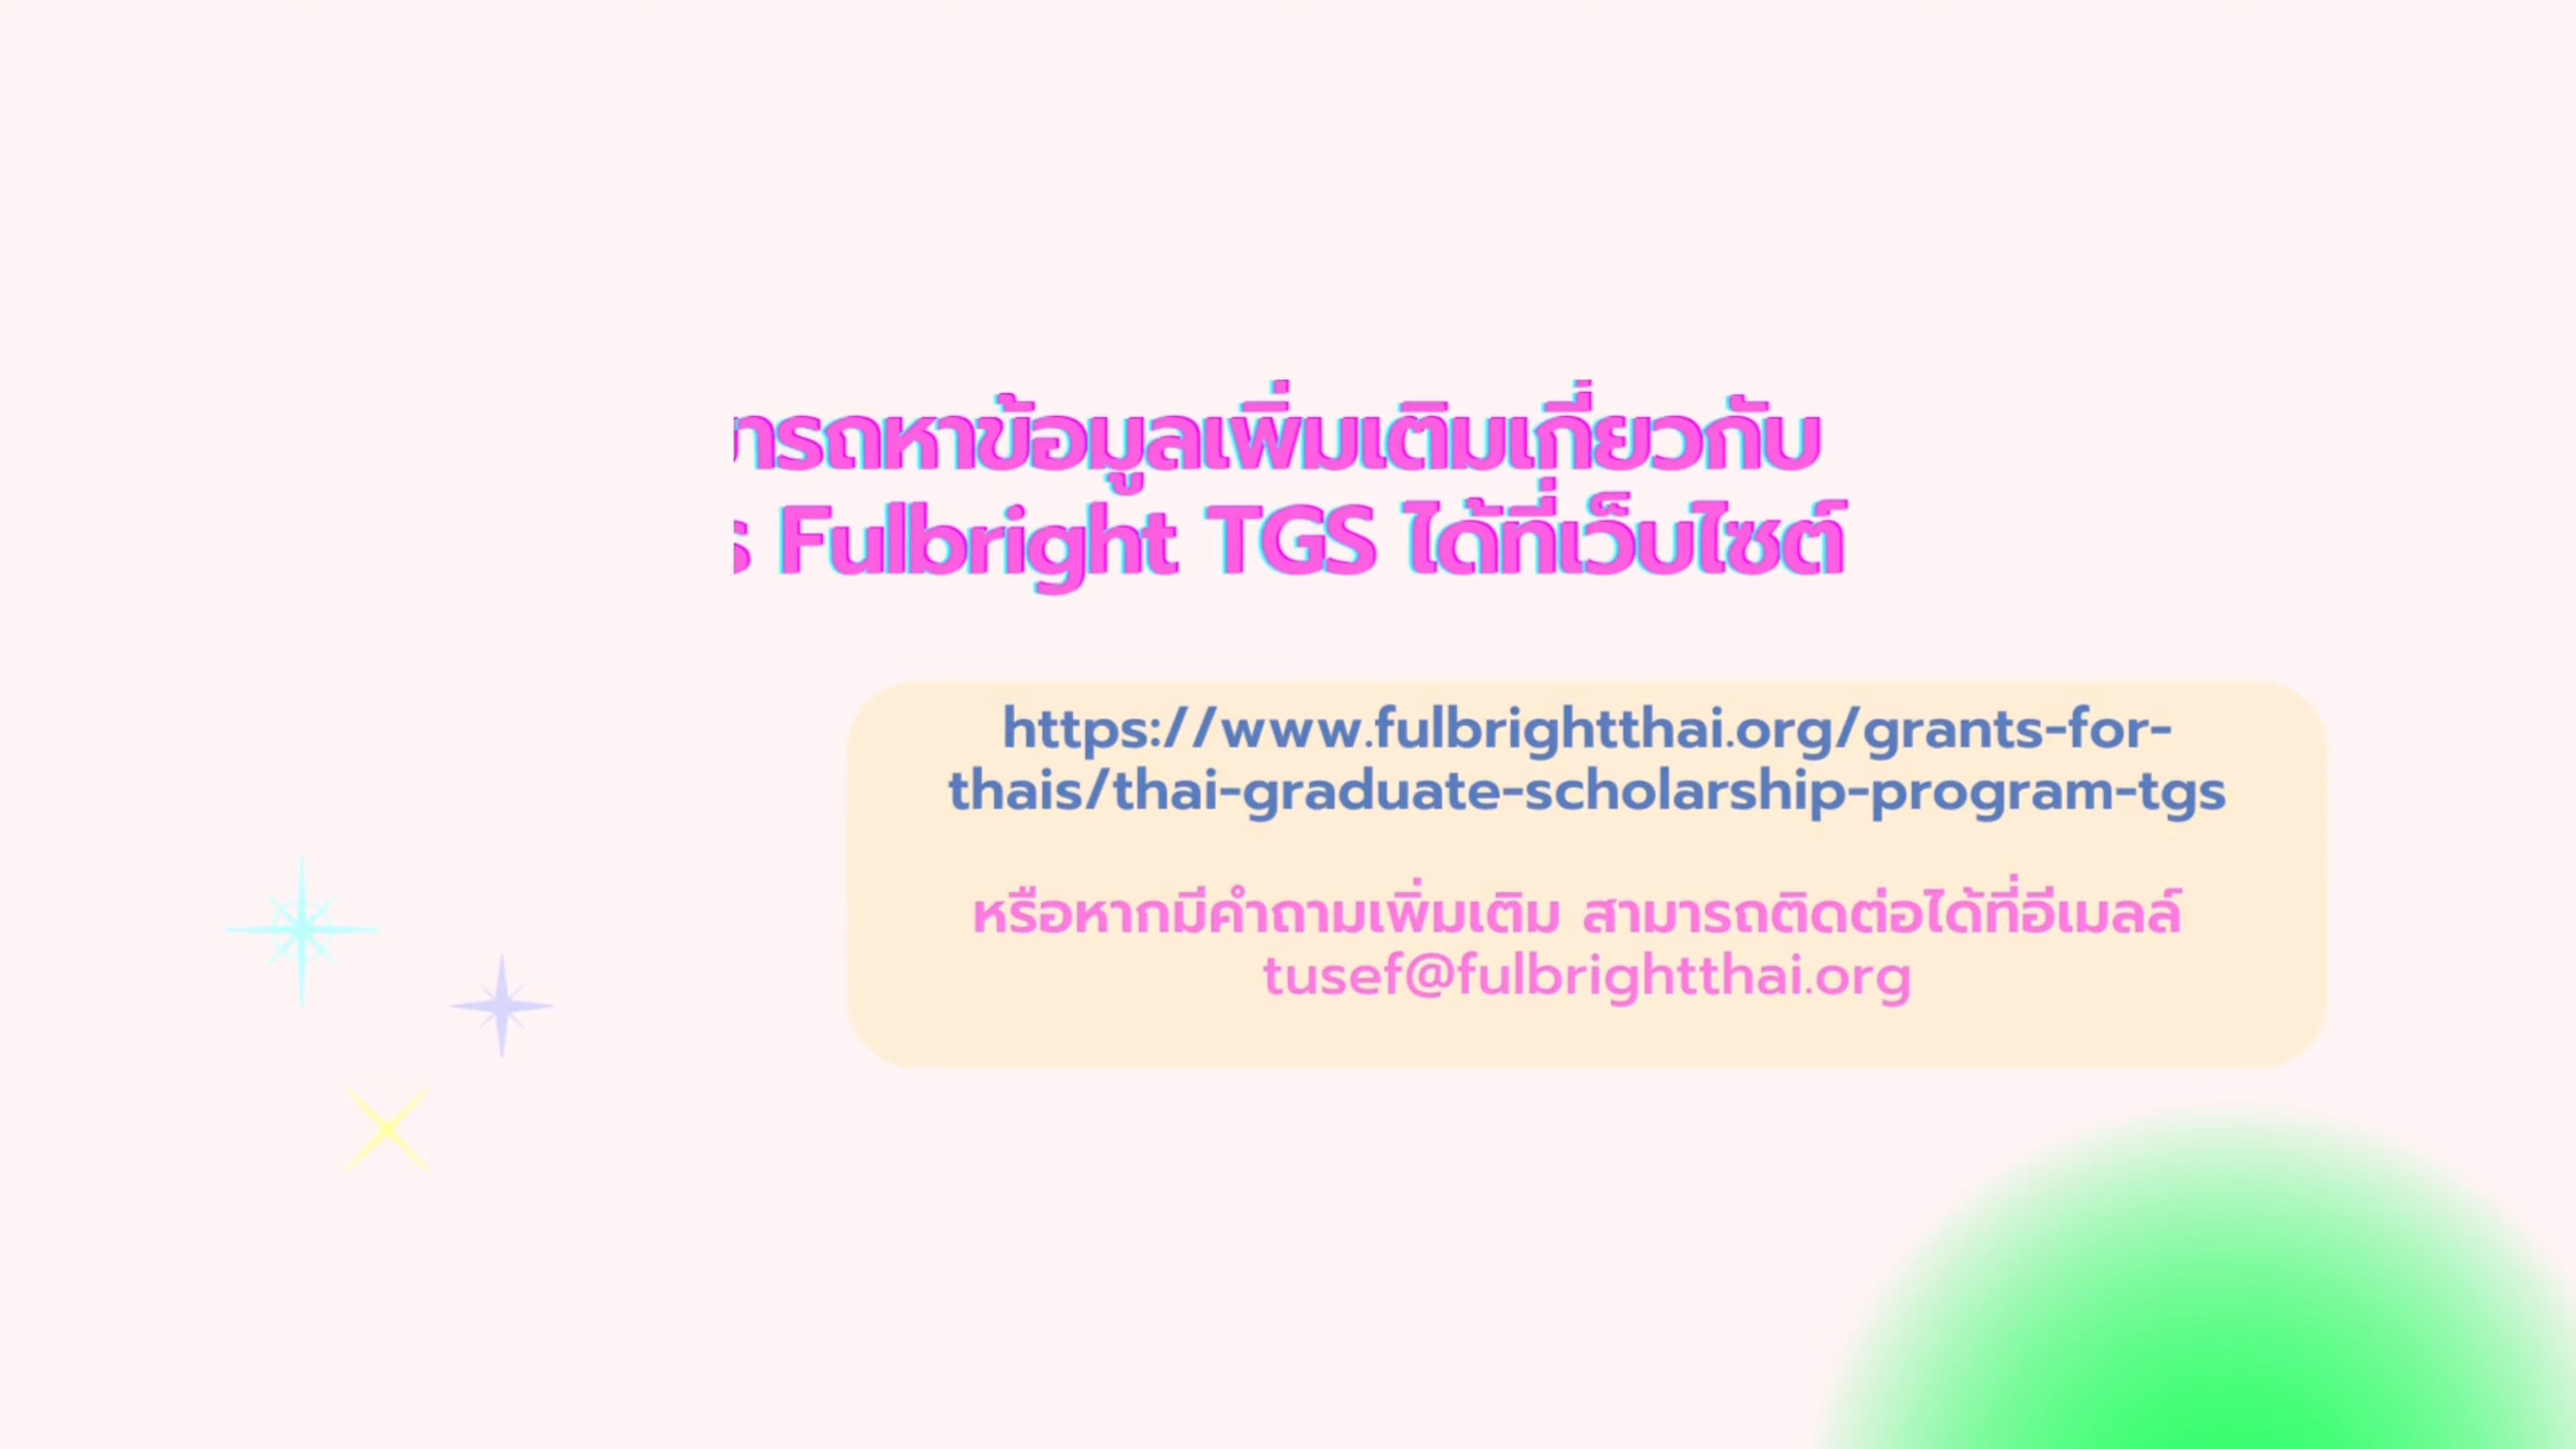 ารถหาข้อมูลเพิ่มเติมเกี่ยวกับ
Fulbright TGS ได้ที่เว็บไซต์
https://www.fulbrightthai.org/grants-for-
thais/thai-graduate-scholarship-program-tgs
หรือหากมีคำถามเพิ่มเติม สามารถติดต่อได้ที่อีเมลล์
tusef@fulbrightthai.org